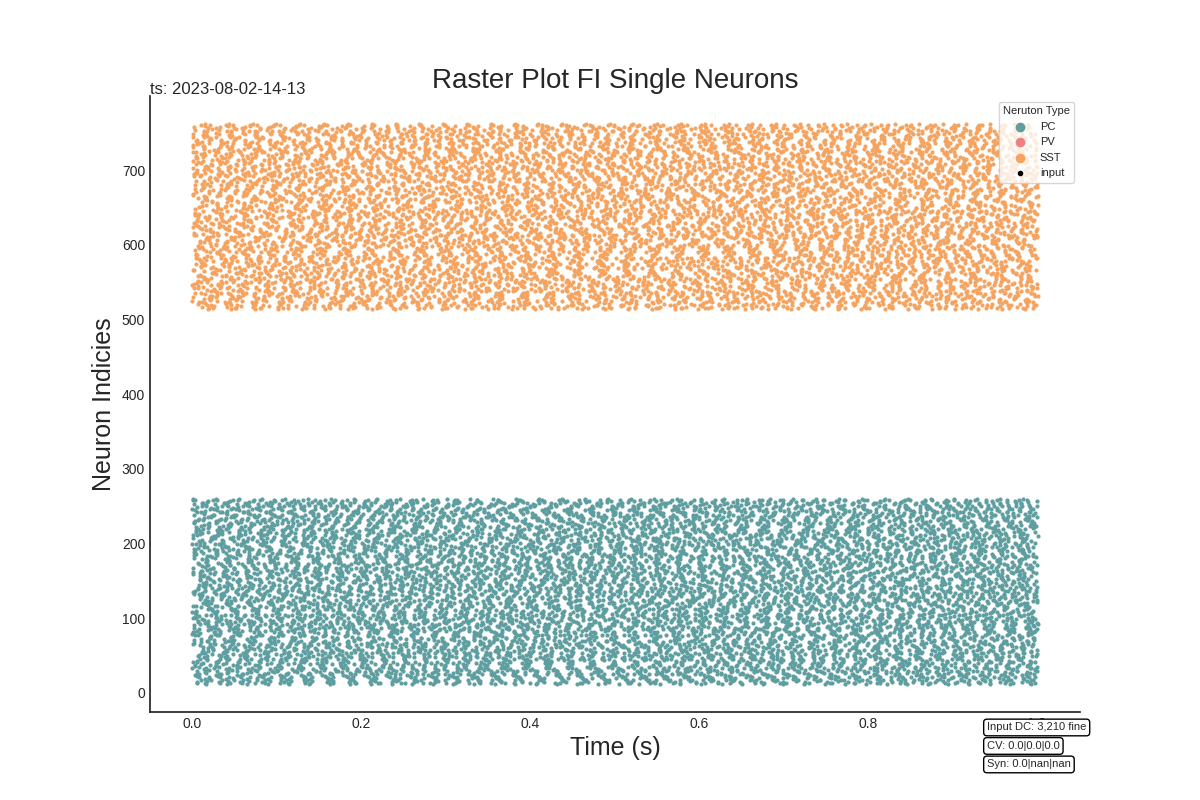 Raster Plot FI Single Neurons
ts: 2023-08-02-14-13
Neruton Type
PC
PV
SST
input
Neuron Indicies
700
600
500
400
300
200
100
0
0.0 0.2 0.4 0.6 0.8
Time (s)
Input DC: 3,210 fine
CV: 0.0|0.0|0.0
Syn: 0.0|nan|nan